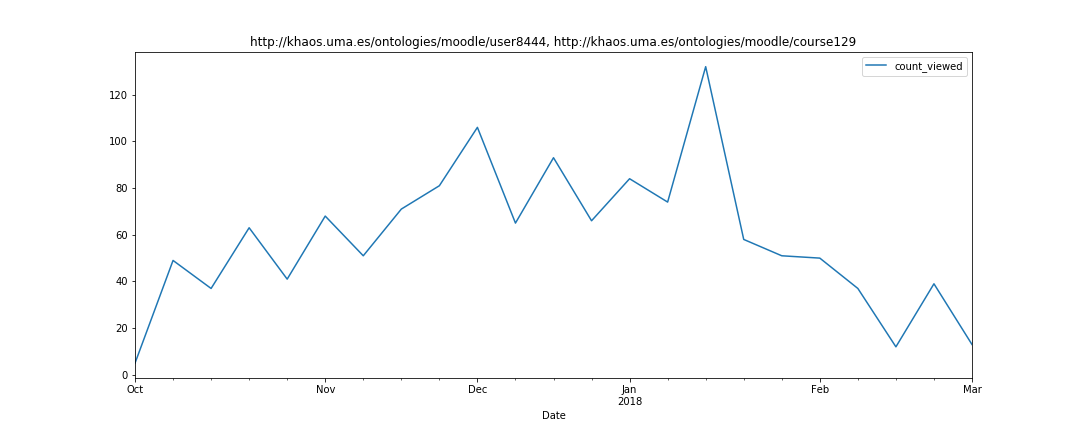 http://khaos.uma.es/ontologies/moodle/user8444, http://khaos.uma.es/ontologies/moodle/course129
count_viewed
120
100
80
60
40
20
0
Oct Nov Dec Jan Feb Mar
2018
Date